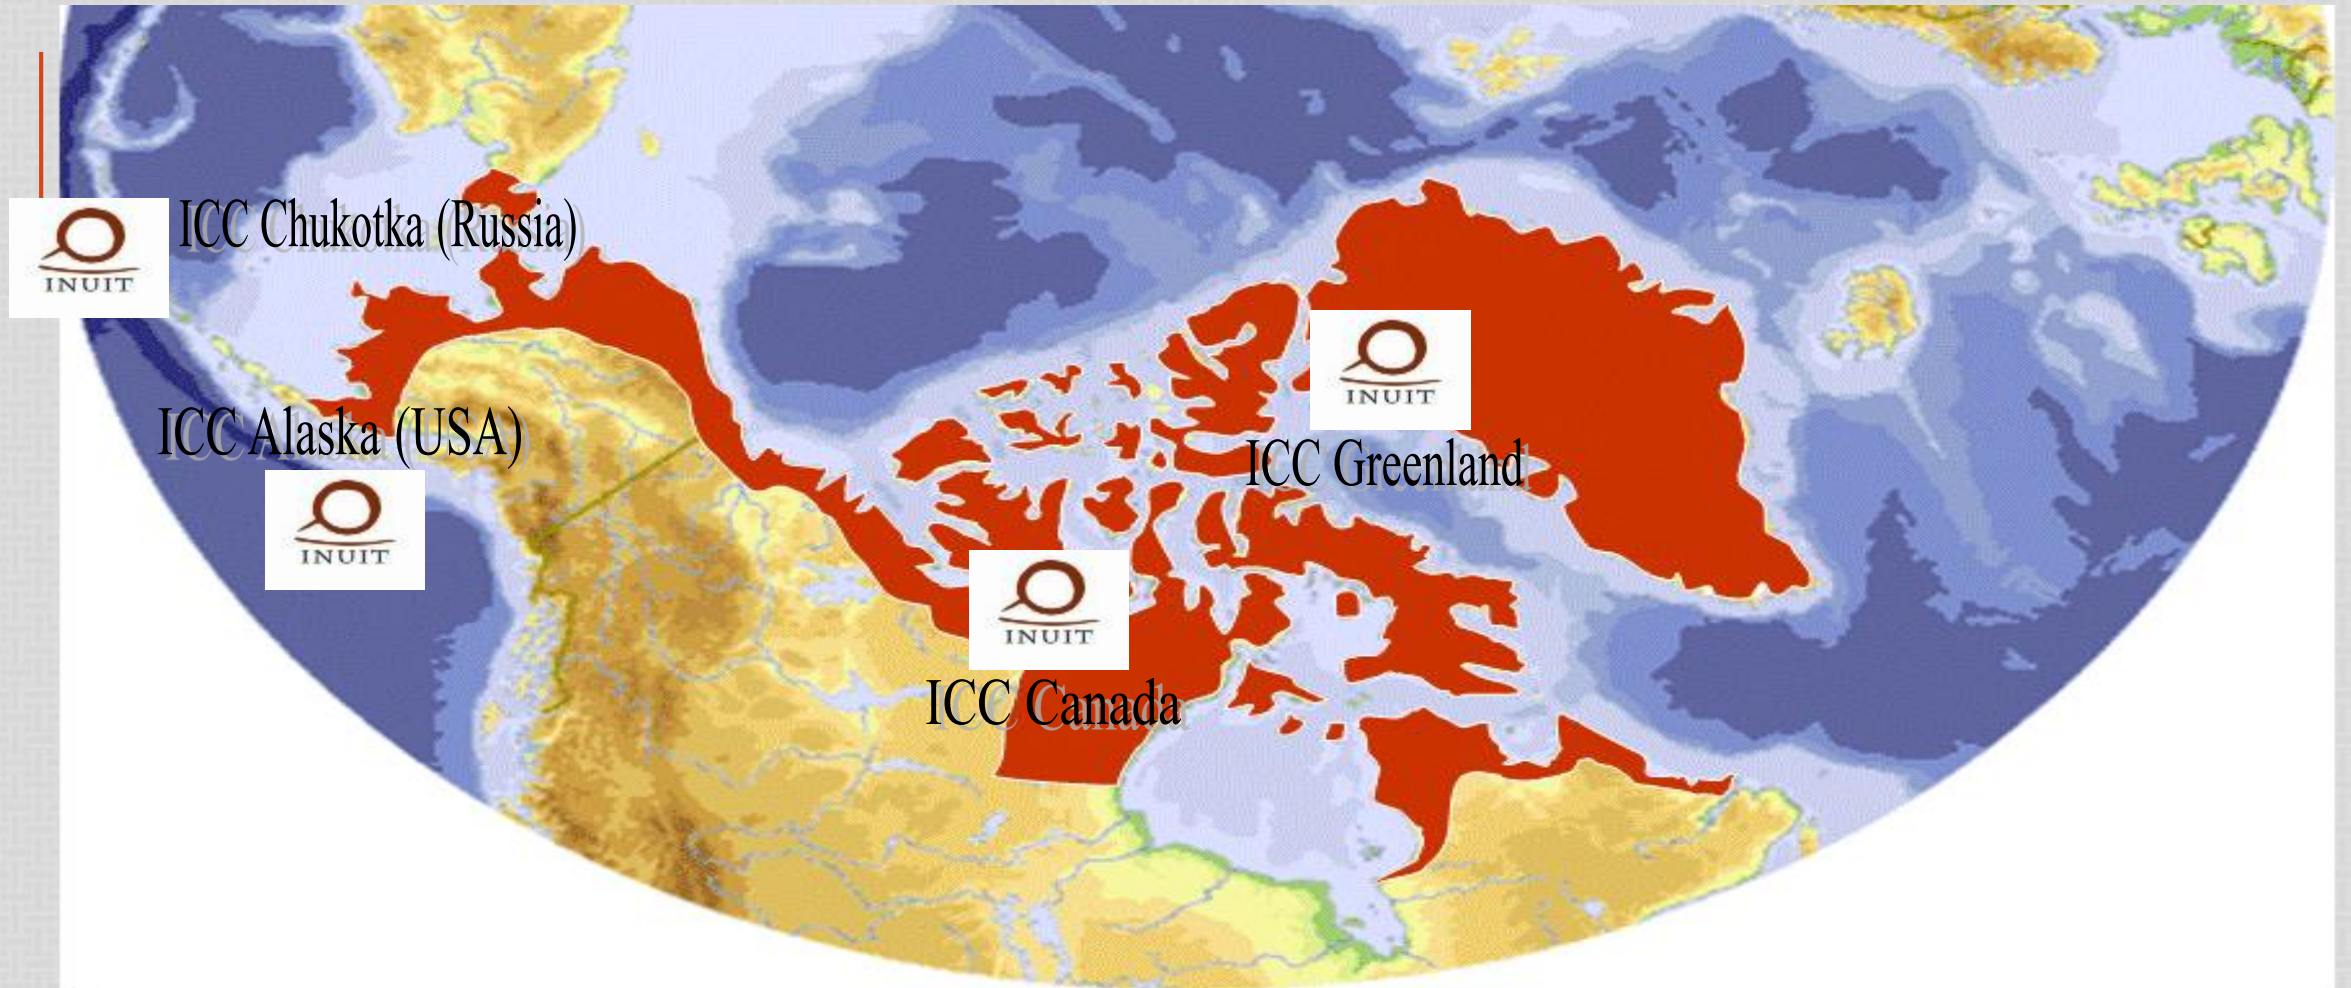 ICC Chukotka (Russia)
INUIT
INUIT
ICC Alaska (USA)
ICC Greenland
INUIT
INUIT
ICC Canada